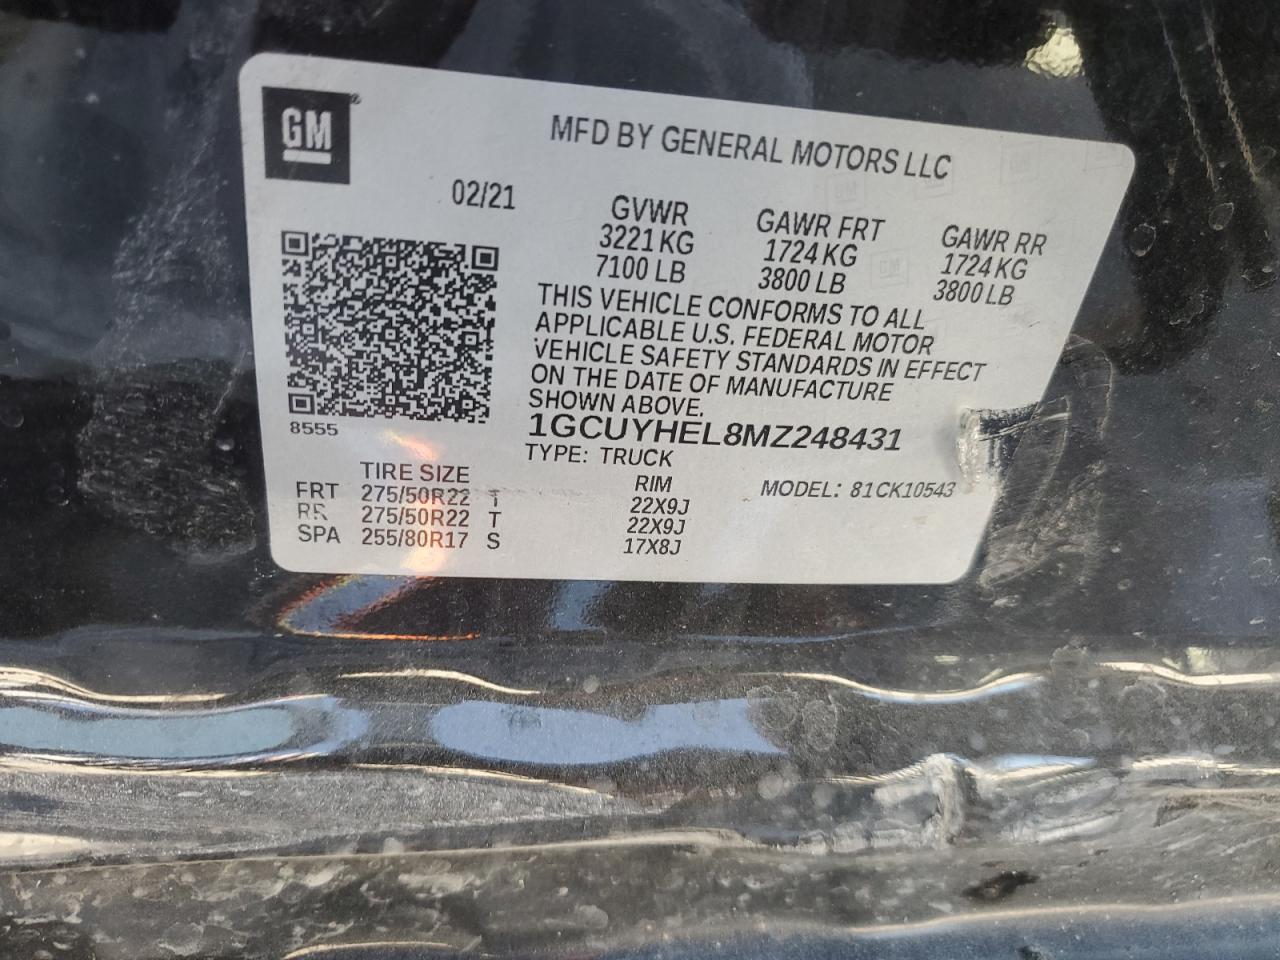 GM
MFD BY GENERAL MOTORS LLC
02/21
GVWR GAWR FRT GAWR RR
3221 KG 1724 KG 1724 KG
7100 LB 3800 LB 3800 LB
THIS VEHICLE CONFORMS TO ALL
APPLICABLE U.S. FEDERAL MOTOR
VEHICLE SAFETY STANDARDS IN EFFECT
ON THE DATE OF MANUFACTURE
SHOWN ABOVE.
8555
1GCUYHEL8MZ248431
TYPE: TRUCK
MODEL: 81CK10543
TIRE SIZE RIM
FRT 275/50R22 T 22X9J
RR 275/50R22 T 22X9J
SPA 255/80R17 S 17X8J